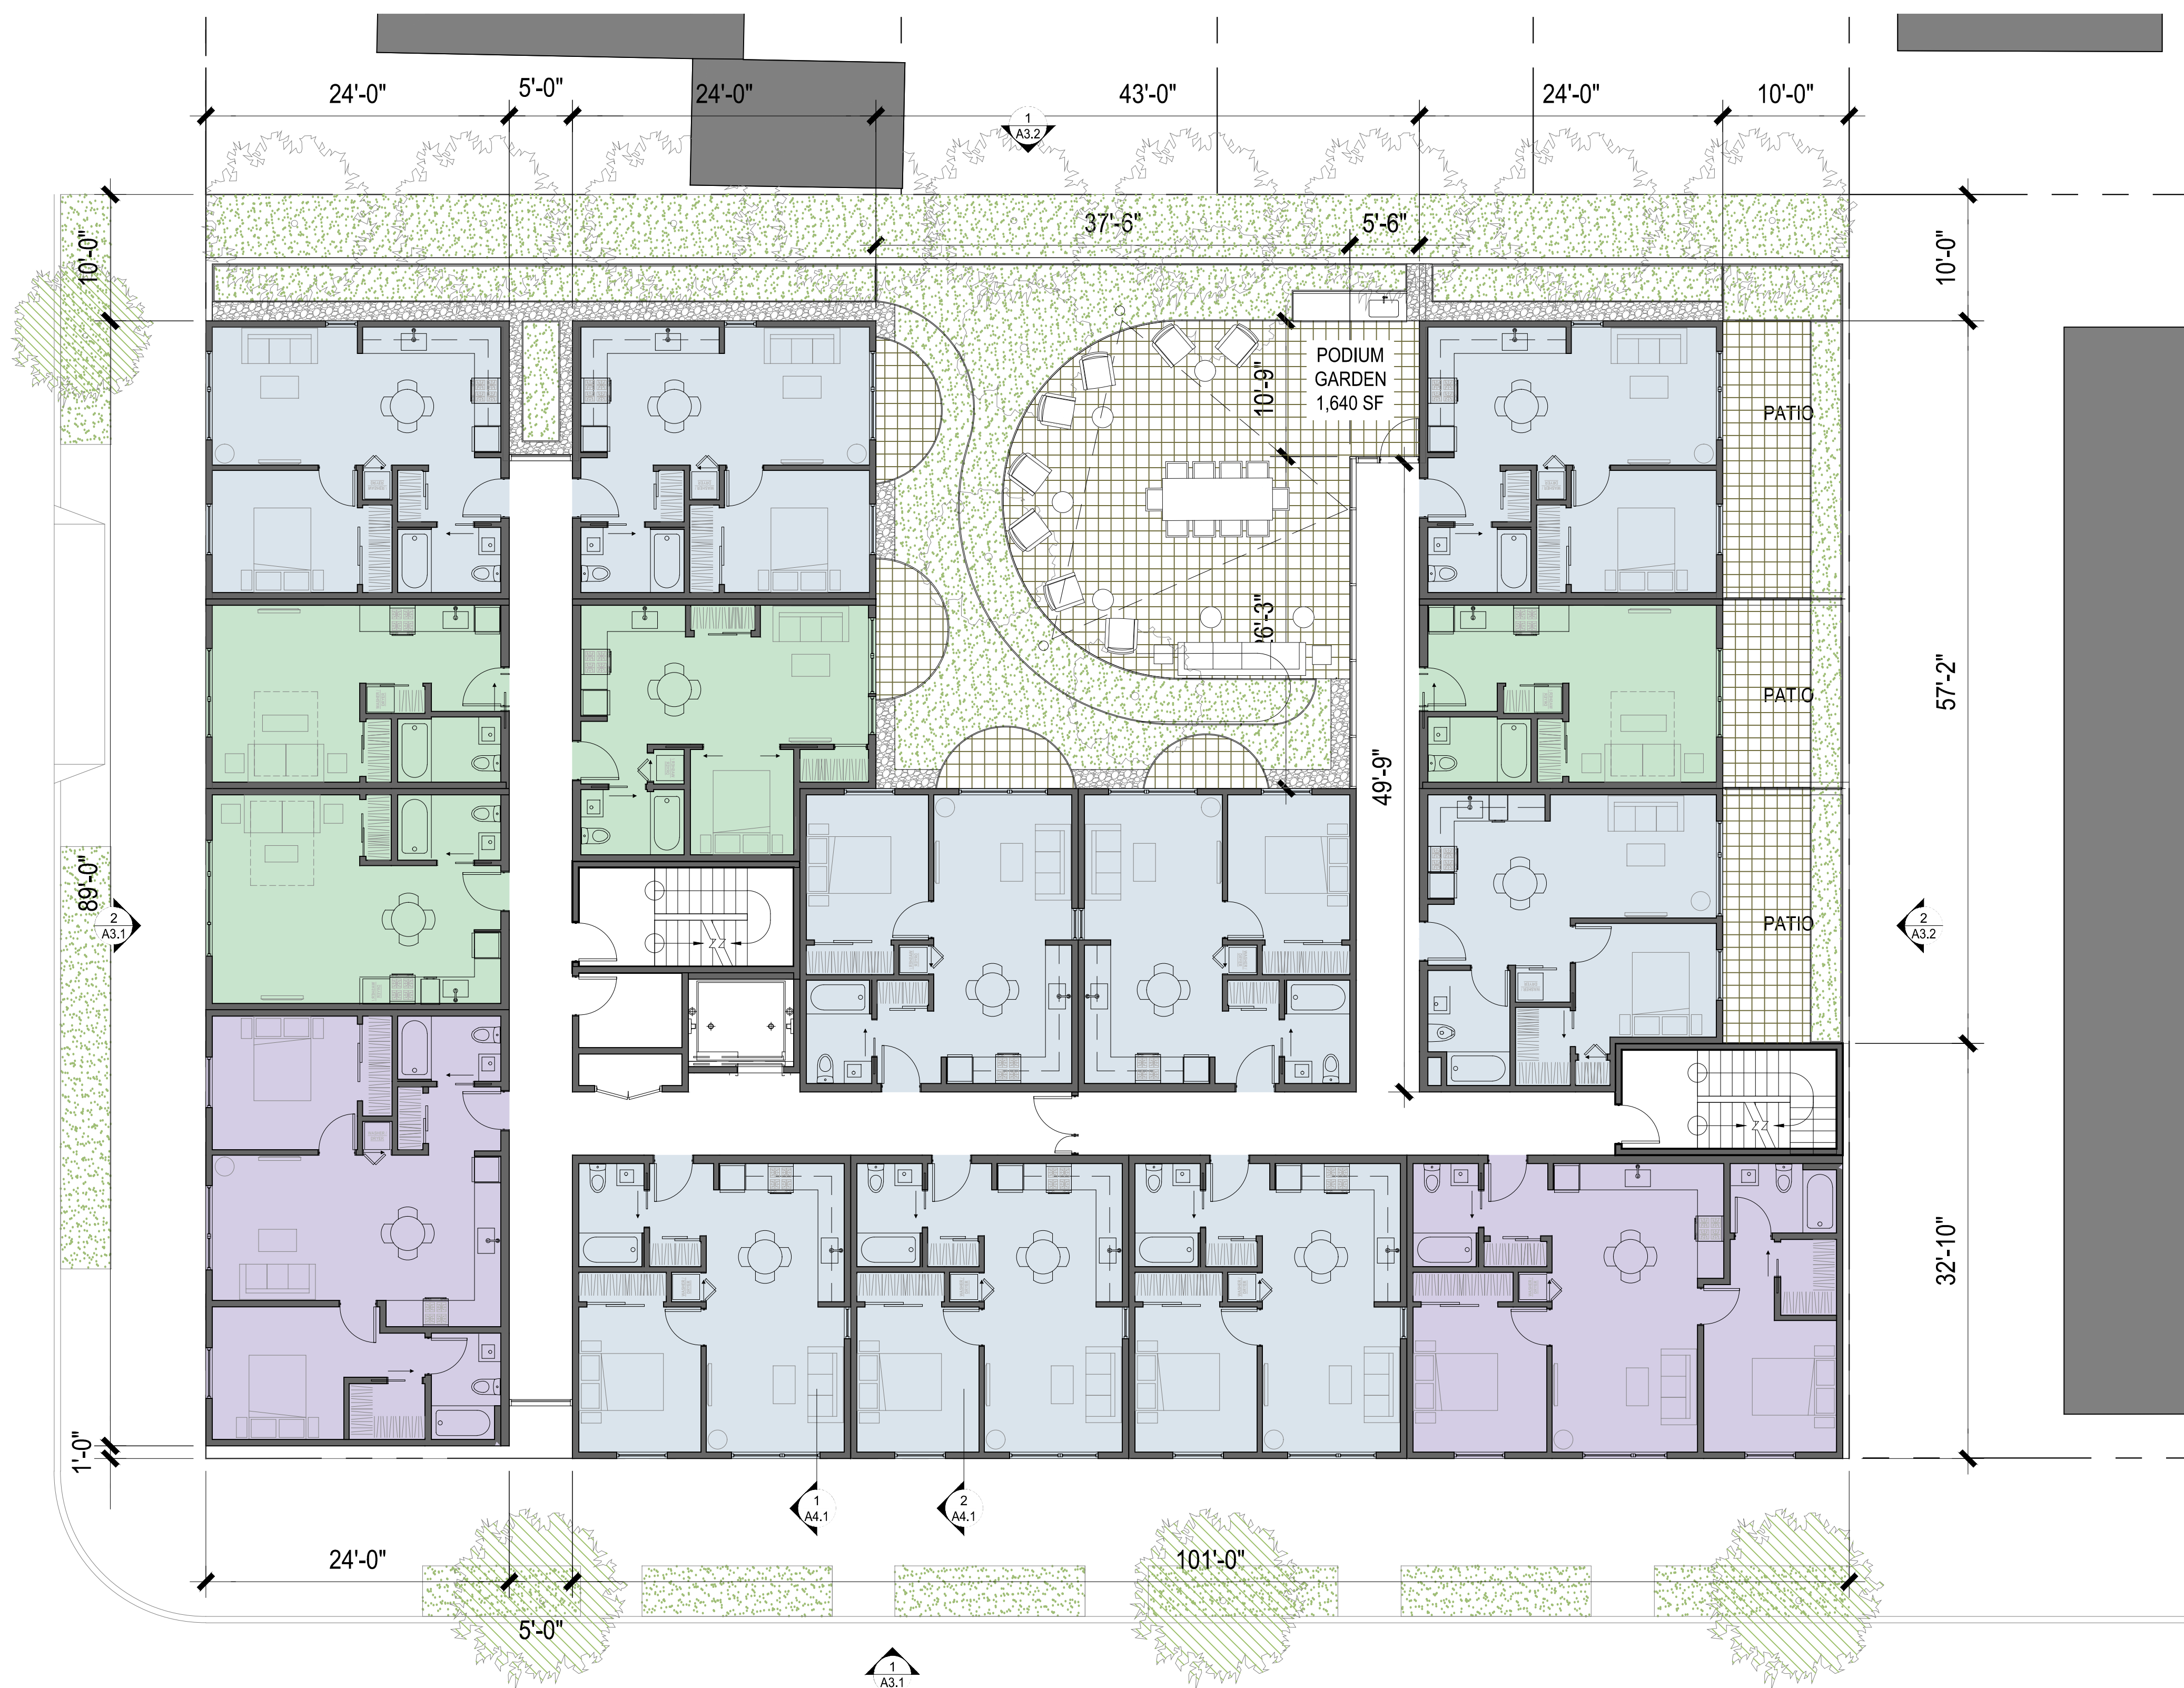 24'-0"
5'-0"
24'-0"
43'-0"
24'-0"
10'-0"
1
A3.2
37'-6"
5'-6"
10'-0"
10'-0"
PODIUM
GARDEN
1,640 SF
10'-9"
PATIO
26'-3"
PATIO
57'-2"
49'-9"
89'-0"
2
A3.1
PATIO
2
A3.2
32'-10"
1'-0"
1
A4.1
2
A4.1
24'-0"
5'-0"
101'-0"
1
A3.1